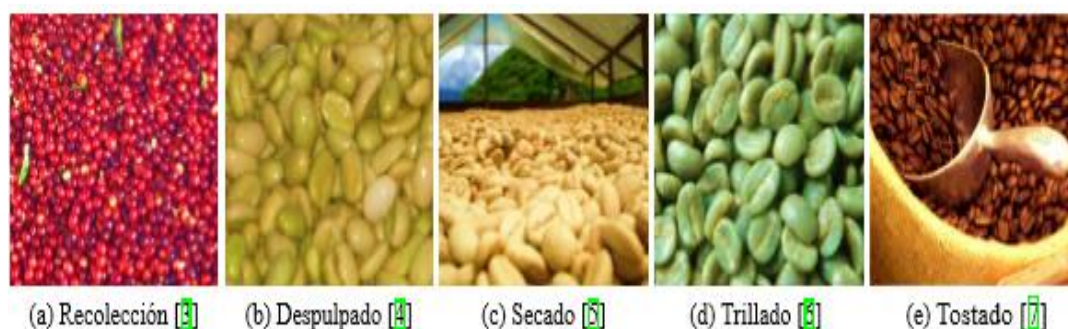 (a) Recolección [3] (b) Despulpado [4] (c) Secado [5] (d) Trillado [6] (e) Tostado [7]